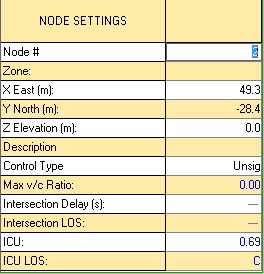 NODE SETTINGS
Node # 2
Zone:
X East (m): 49.3
Y North (m): -28.4
Z Elevation (m): 0.0
Description
Control Type Unsig
Max v/c Ratio: 0.00
Intersection Delay (s): —
Intersection LOS: —
ICU: 0.69
ICU LOS: C